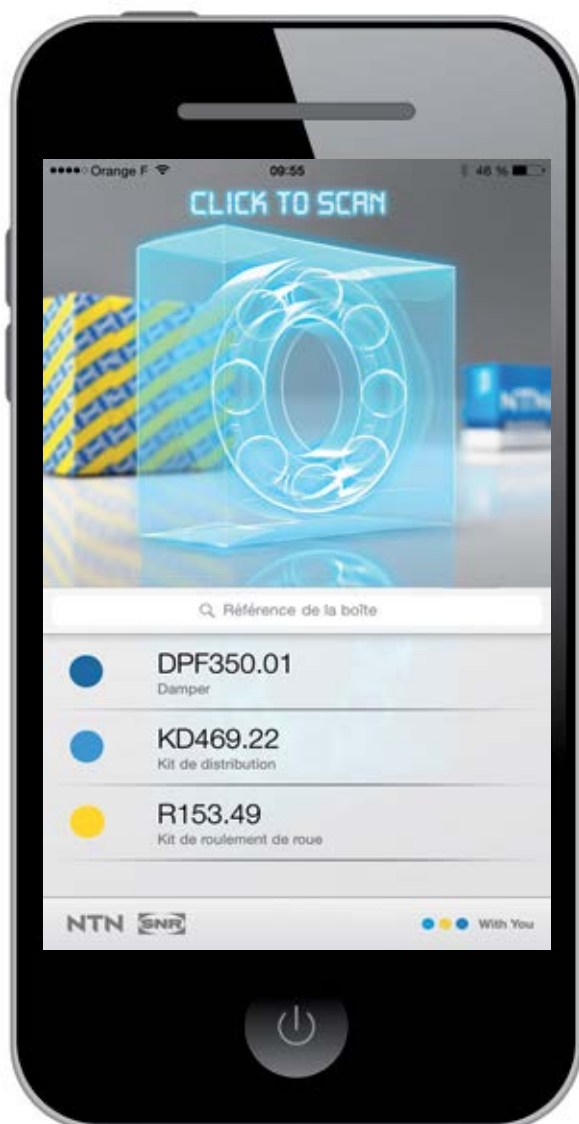 Orange F 09:55 46 %
CLICK TO SCAN
NTN
Référence de la boîte
DPF350.01
Damper
KD469.22
Kit de distribution
R153.49
Kit de roulement de roue
NTN SNR With You